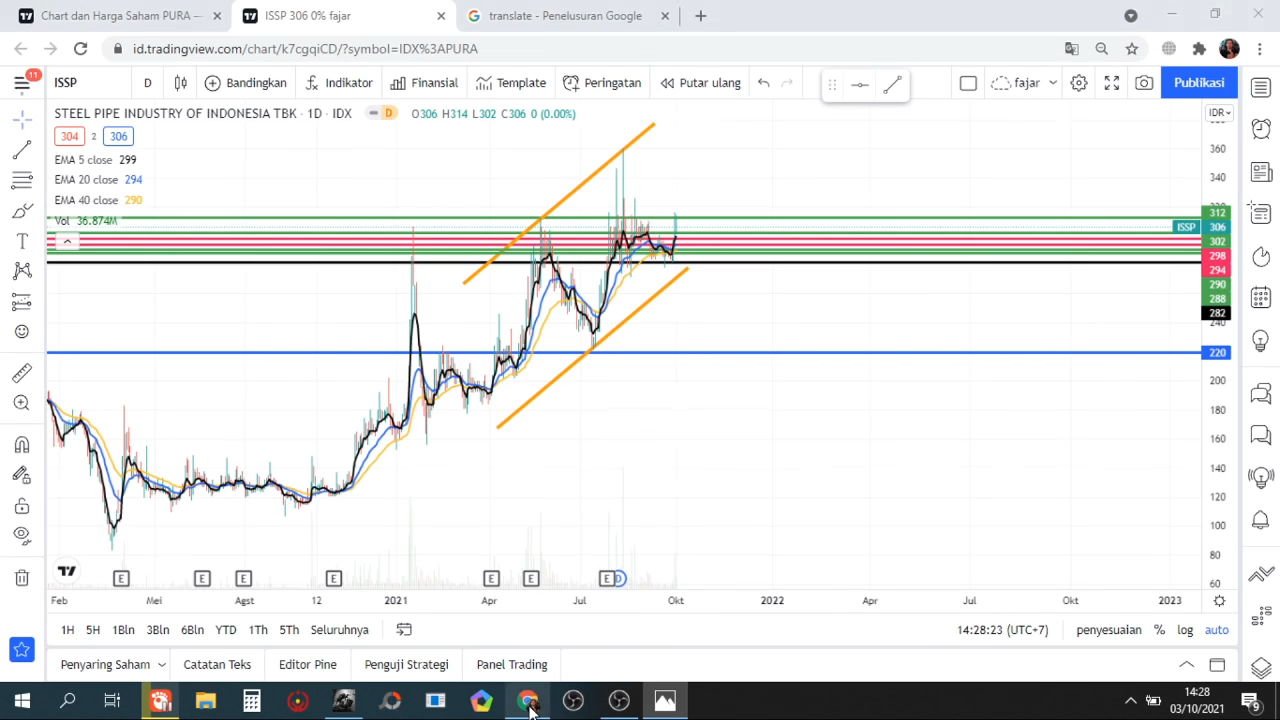 Chart dan Harga Saham PURA —
ISSP 306 0% fajar
translate - Penelusuran Google
id.tradingview.com/chart/k7cgqiCD/?symbol=IDX%3APURA
11
ISSP
D
Bandingkan
Indikator
Finansial
Template
Peringatan
Putar ulang
fajar
Publikasi
STEEL PIPE INDUSTRY OF INDONESIA TBK · 1D · IDX
D
O306 H314 L302 C306 0 (0.00%)
IDR
304 2 306
EMA 5 close 299
EMA 20 close 294
EMA 40 close 290
Vol 36.874M
360
340
312
ISSP 306
302
298
294
290
288
282
240
220
200
180
160
140
120
100
80
60
E
E
E
E
E
E
E
D
Feb
Mei
Agst
12
2021
Apr
Jul
Okt
2022
Apr
Jul
Okt
2023
1H 5H 1Bln 3Bln 6Bln YTD 1Th 5Th Seluruhnya
14:28:23 (UTC+7)
penyesuaian % log auto
Penyaring Saham
Catatan Teks
Editor Pine
Penguji Strategi
Panel Trading
14:28
03/10/2021
9